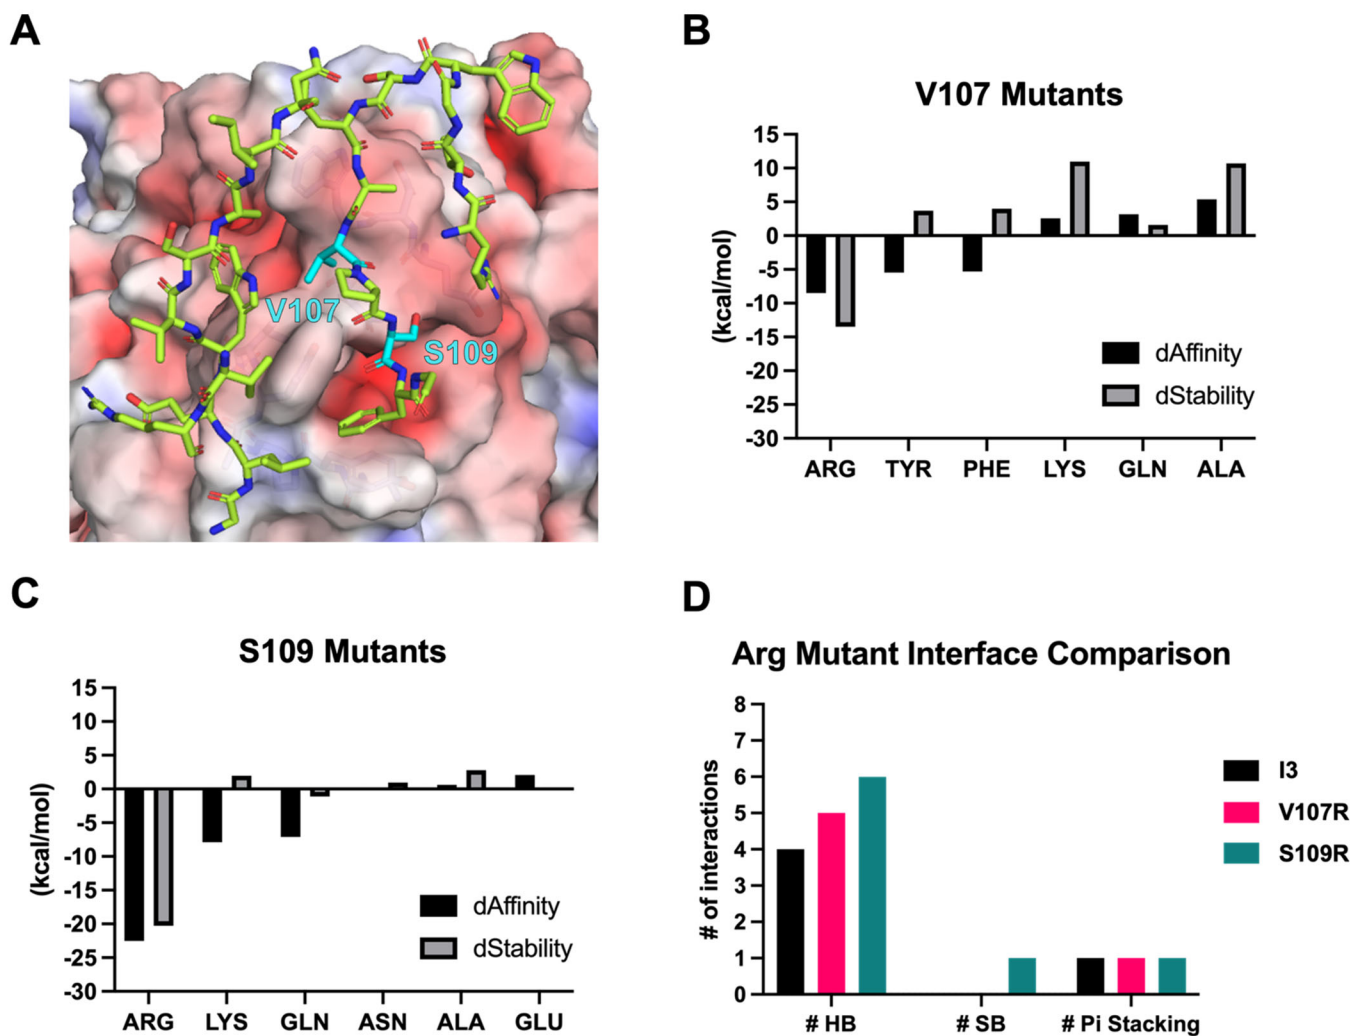 A
V107
S109
B
V107 Mutants
(kcal/mol)
15
10
5
0
-5
-10
-15
-20
-25
-30
dAffinity
dStability
ARG TYR PHE LYS GLN ALA
C
S109 Mutants
(kcal/mol)
15
10
5
0
-5
-10
-15
-20
-25
-30
dAffinity
dStability
ARG LYS GLN ASN ALA GLU
D
Arg Mutant Interface Comparison
# of interactions
8
7
6
5
4
3
2
1
0
I3
V107R
S109R
# HB # SB # Pi Stacking